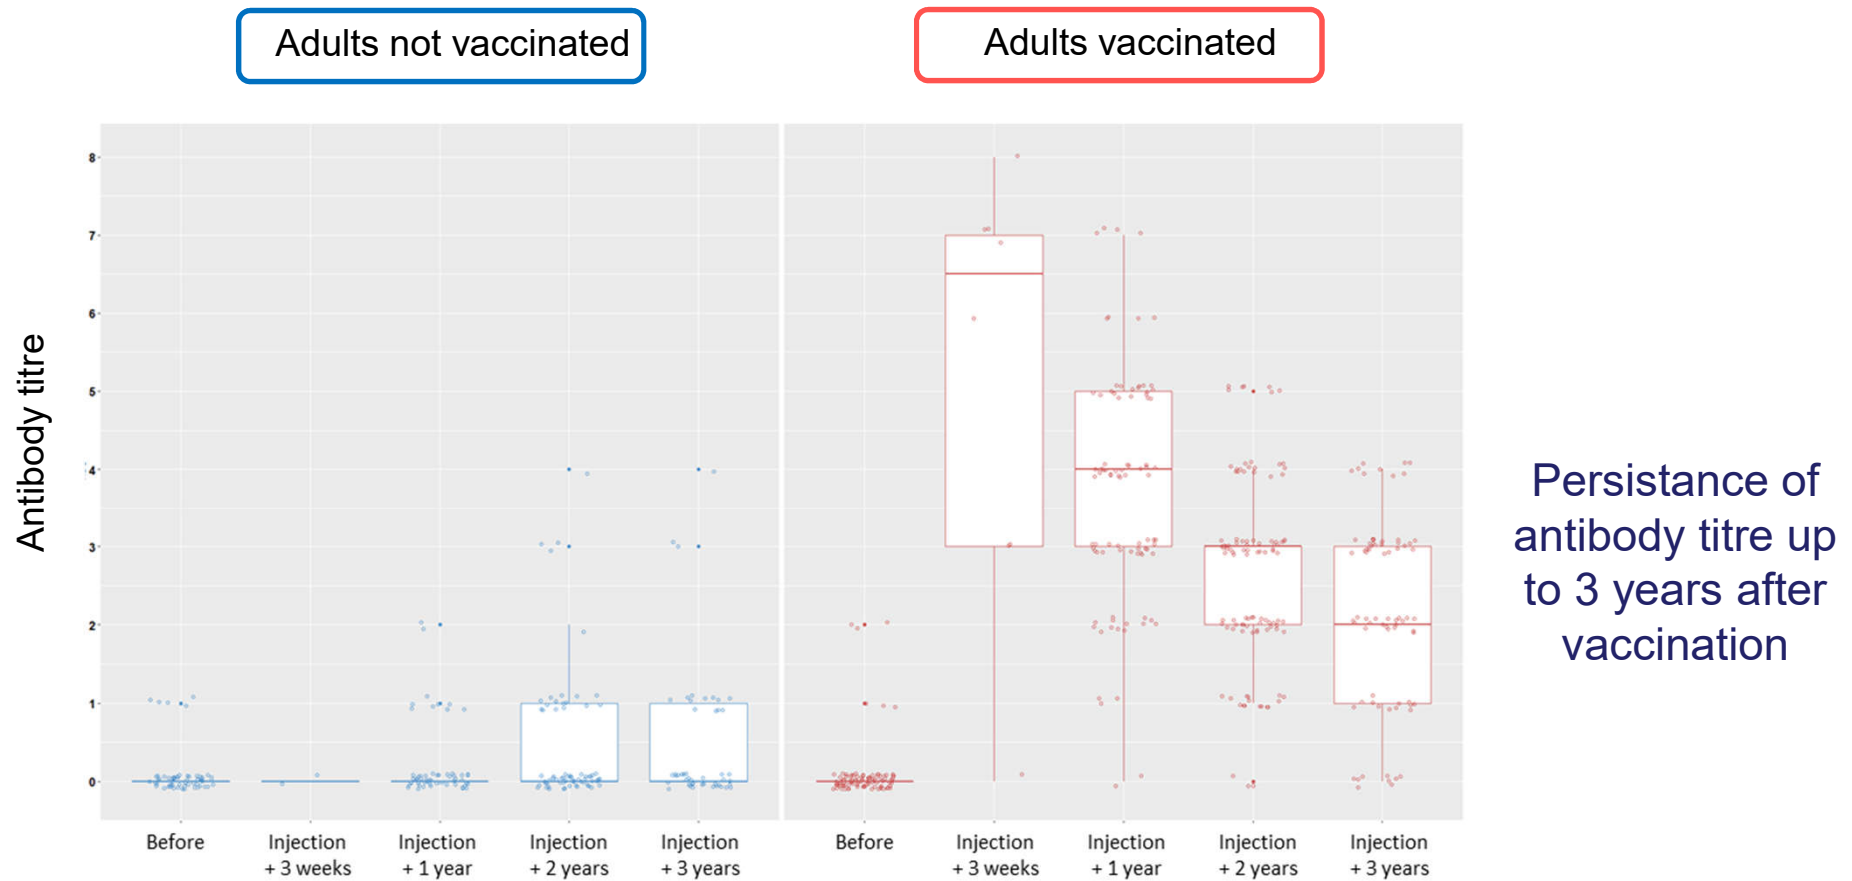 Adults not vaccinated
Adults vaccinated
Antibody titre
8
7
6
5
4
3
2
1
0
Before
Injection
+ 3 weeks
Injection
+ 1 year
Injection
+ 2 years
Injection
+ 3 years
Before
Injection
+ 3 weeks
Injection
+ 1 year
Injection
+ 2 years
Injection
+ 3 years
Persistance of
antibody titre up
to 3 years after
vaccination